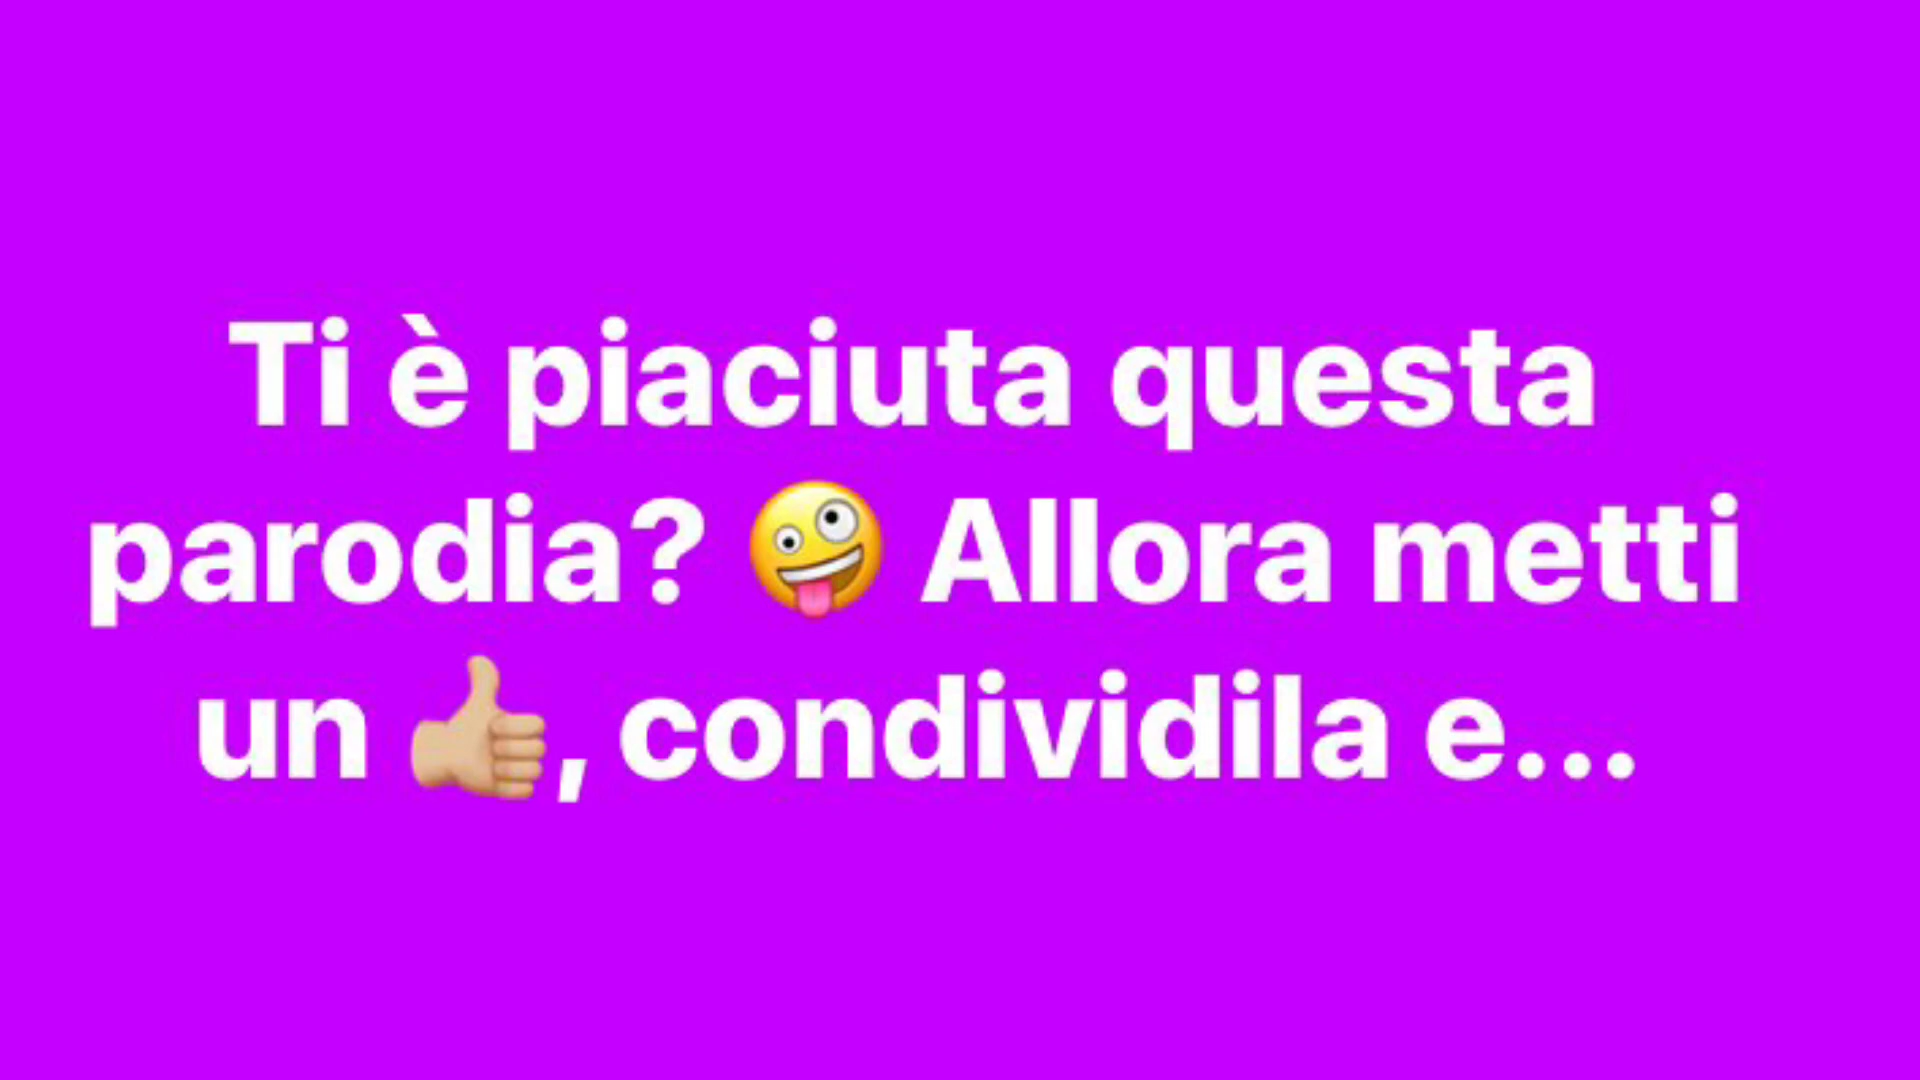 Ti è piaciuta questa
parodia? 🤪 Allora metti
un 👍🏼, condividila e...